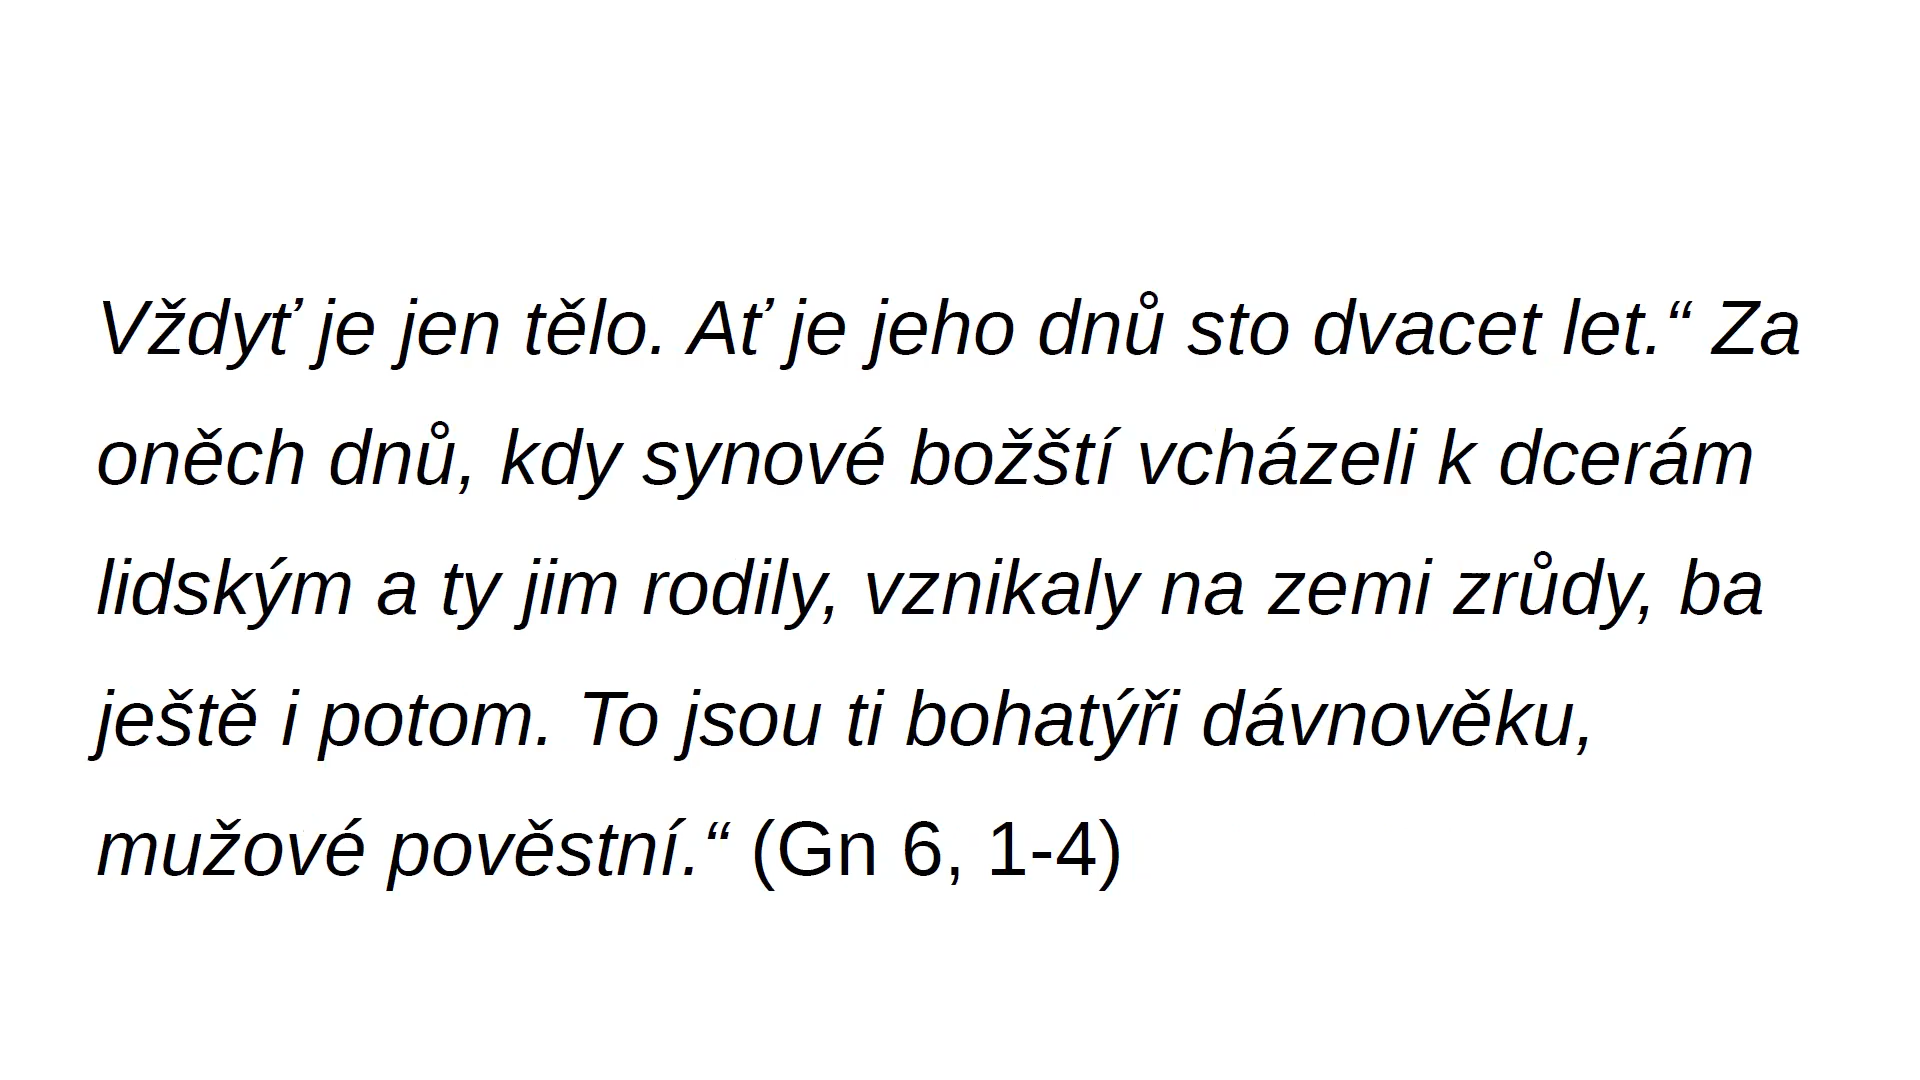 Vždyť je jen tělo. Ať je jeho dnů sto dvacet let.“ Za
oněch dnů, kdy synové božští vcházeli k dcerám
lidským a ty jim rodily, vznikaly na zemi zrůdy, ba
ještě i potom. To jsou ti bohatýři dávnověku,
mužové pověstní.“ (Gn 6, 1-4)